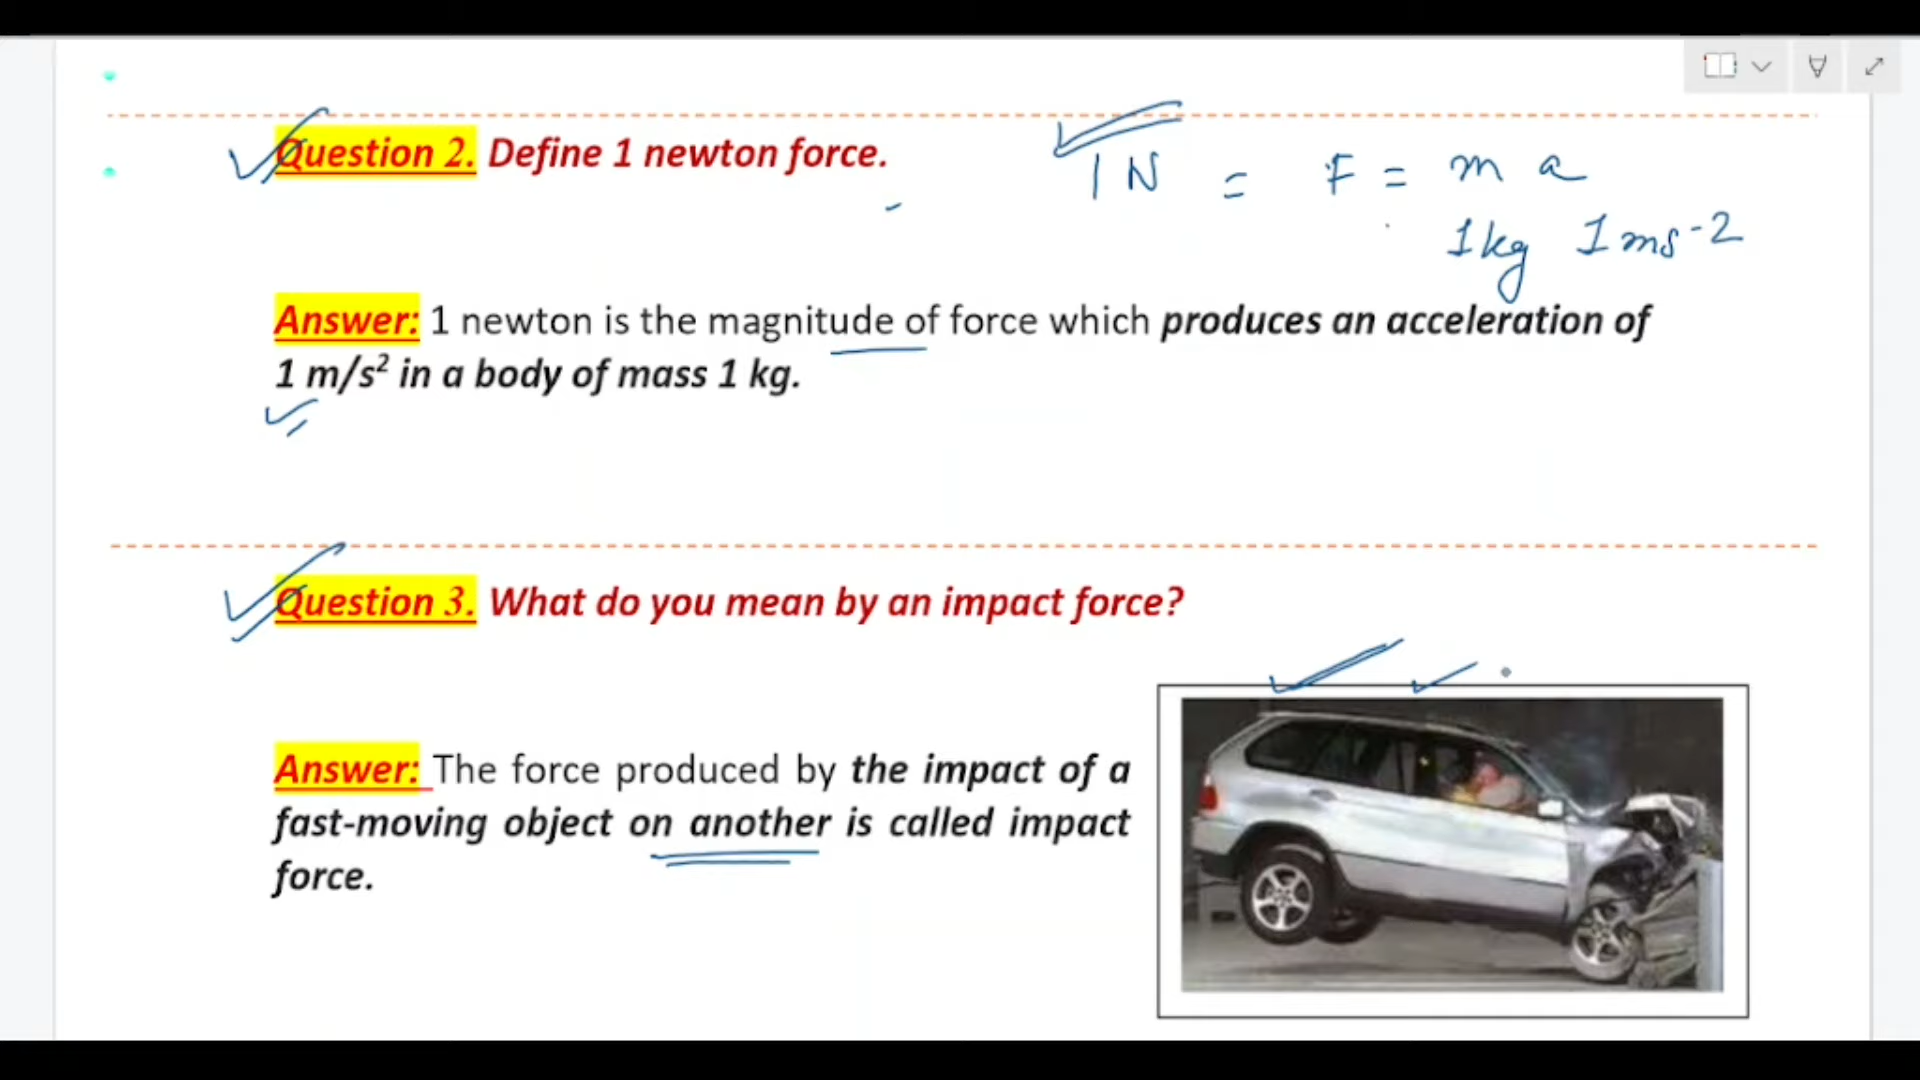 Question 2. Define 1 newton force.
1 N = F = m a
1kg 1 ms-2
Answer: 1 newton is the magnitude of force which produces an acceleration of
1 m/s² in a body of mass 1 kg.
Question 3. What do you mean by an impact force?
Answer: The force produced by the impact of a
fast-moving object on another is called impact
force.